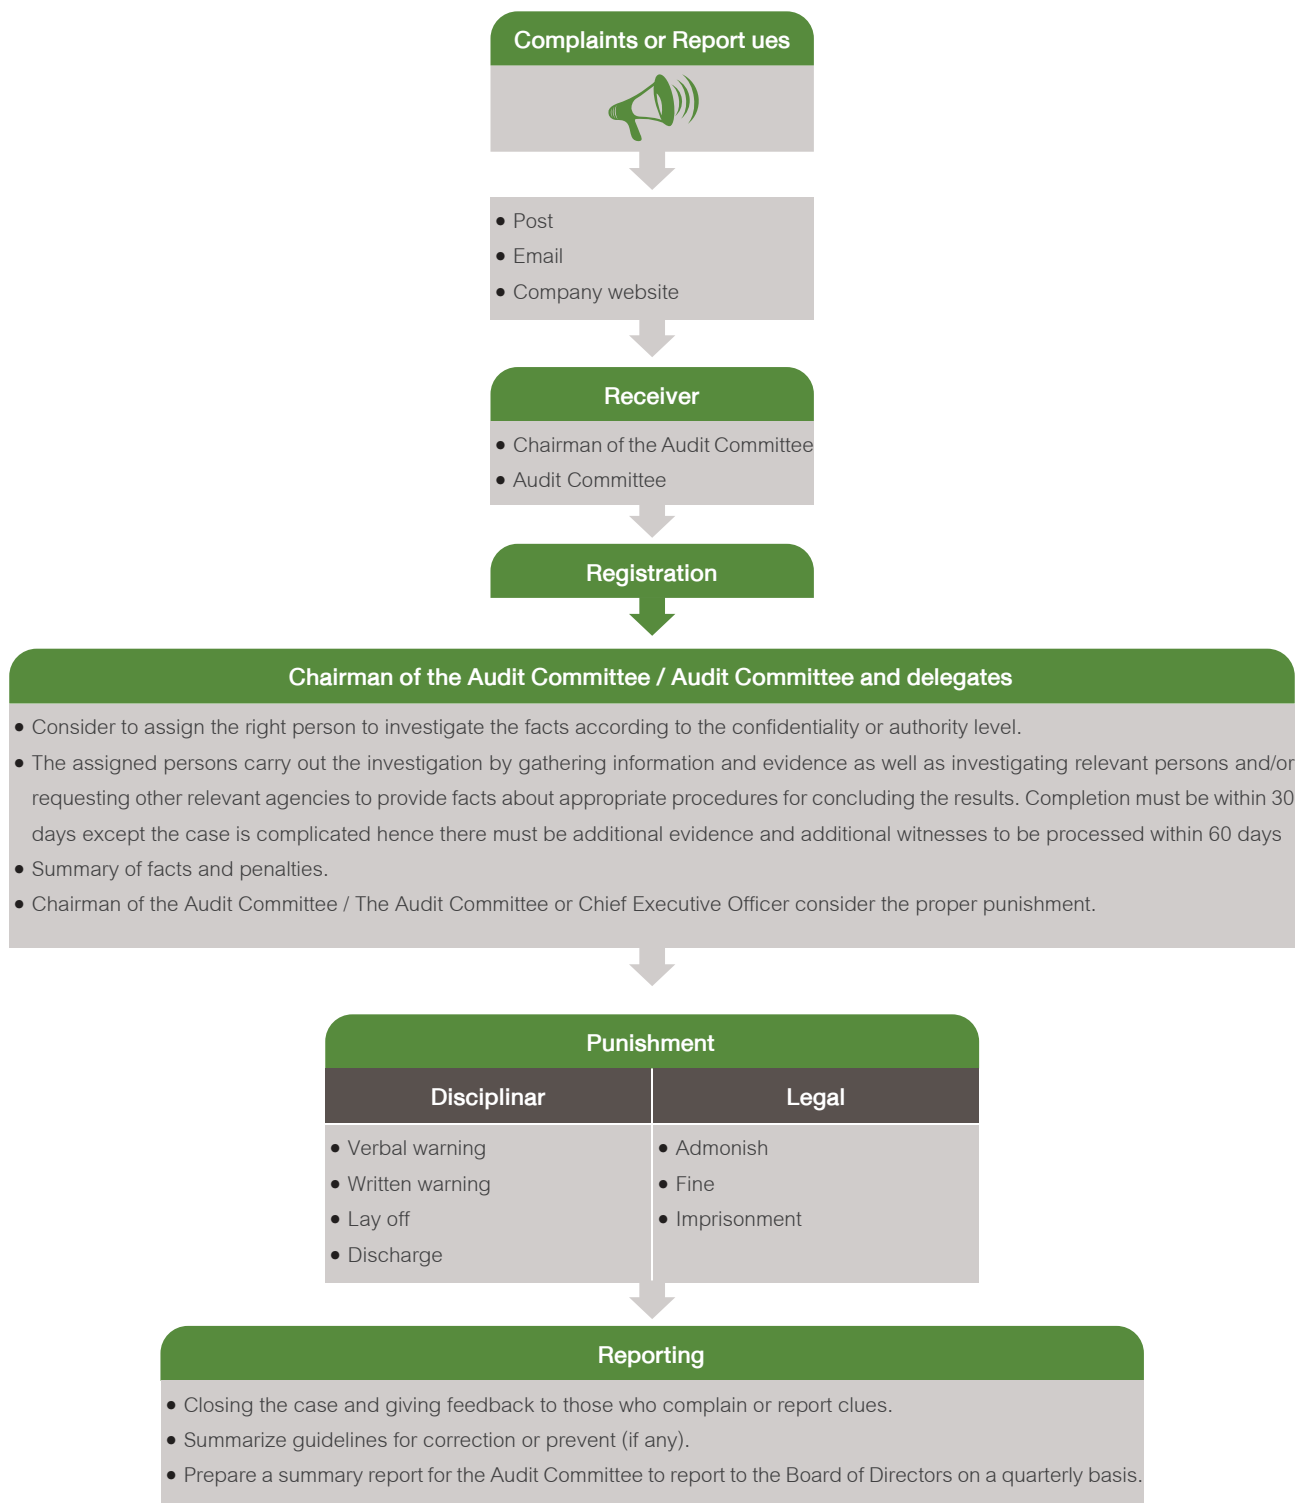 Complaints or Report ues
• Post
• Email
• Company website
Receiver
• Chairman of the Audit Committee
• Audit Committee
Registration
Chairman of the Audit Committee / Audit Committee and delegates
• Consider to assign the right person to investigate the facts according to the confidentiality or authority level.
• The assigned persons carry out the investigation by gathering information and evidence as well as investigating relevant persons and/or
requesting other relevant agencies to provide facts about appropriate procedures for concluding the results. Completion must be within 30
days except the case is complicated hence there must be additional evidence and additional witnesses to be processed within 60 days
• Summary of facts and penalties.
• Chairman of the Audit Committee / The Audit Committee or Chief Executive Officer consider the proper punishment.
Punishment
Disciplinar
• Verbal warning
• Written warning
• Lay off
• Discharge
Legal
• Admonish
• Fine
• Imprisonment
Reporting
• Closing the case and giving feedback to those who complain or report clues.
• Summarize guidelines for correction or prevent (if any).
• Prepare a summary report for the Audit Committee to report to the Board of Directors on a quarterly basis.